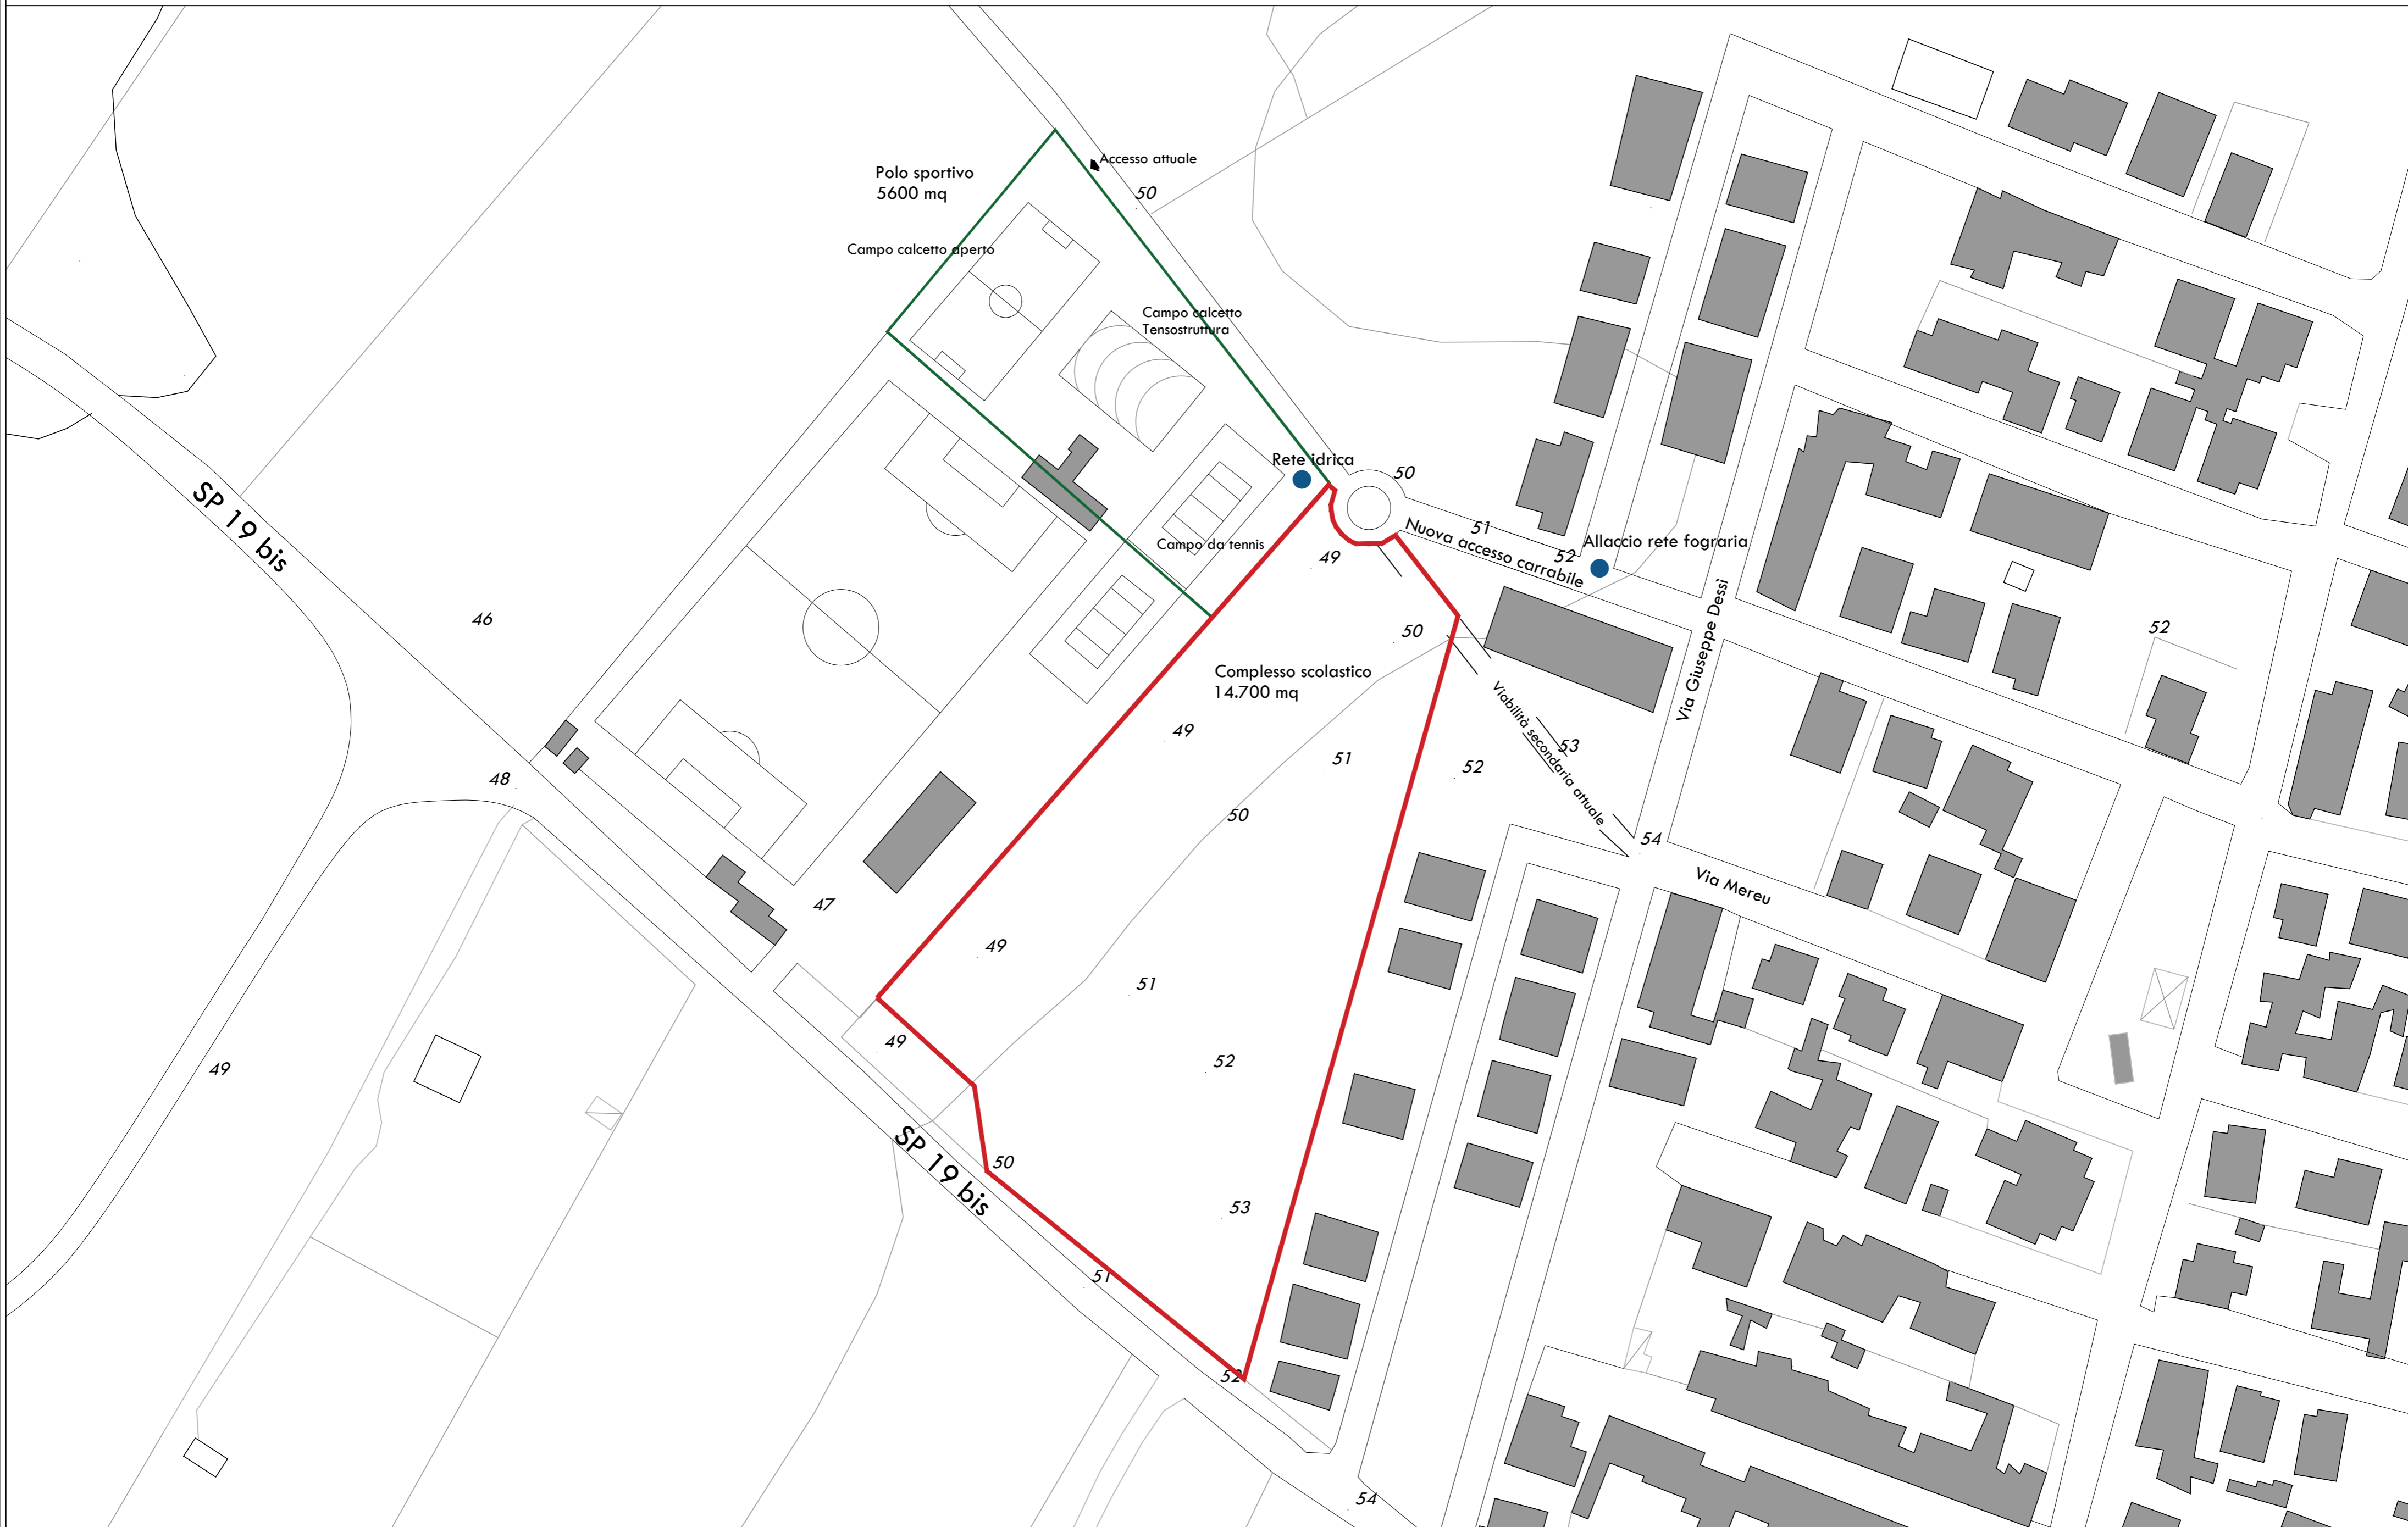 Accesso attuale
Polo sportivo
5600 mq
50
Campo calcetto aperto
Campo calcetto
Tensostruttura
Rete idrica
50
SP 19 bis
Nuova accesso carrabile
51
52
Allaccio rete fograria
Campo da tennis
49
46
50
52
Via Giuseppe Dessì
Complesso scolastico
14.700 mq
Viabilità secondaria attuale
49
53
51
52
48
50
54
Via Mereu
47
49
51
49
52
49
SP 19 bis
50
53
51
52
54